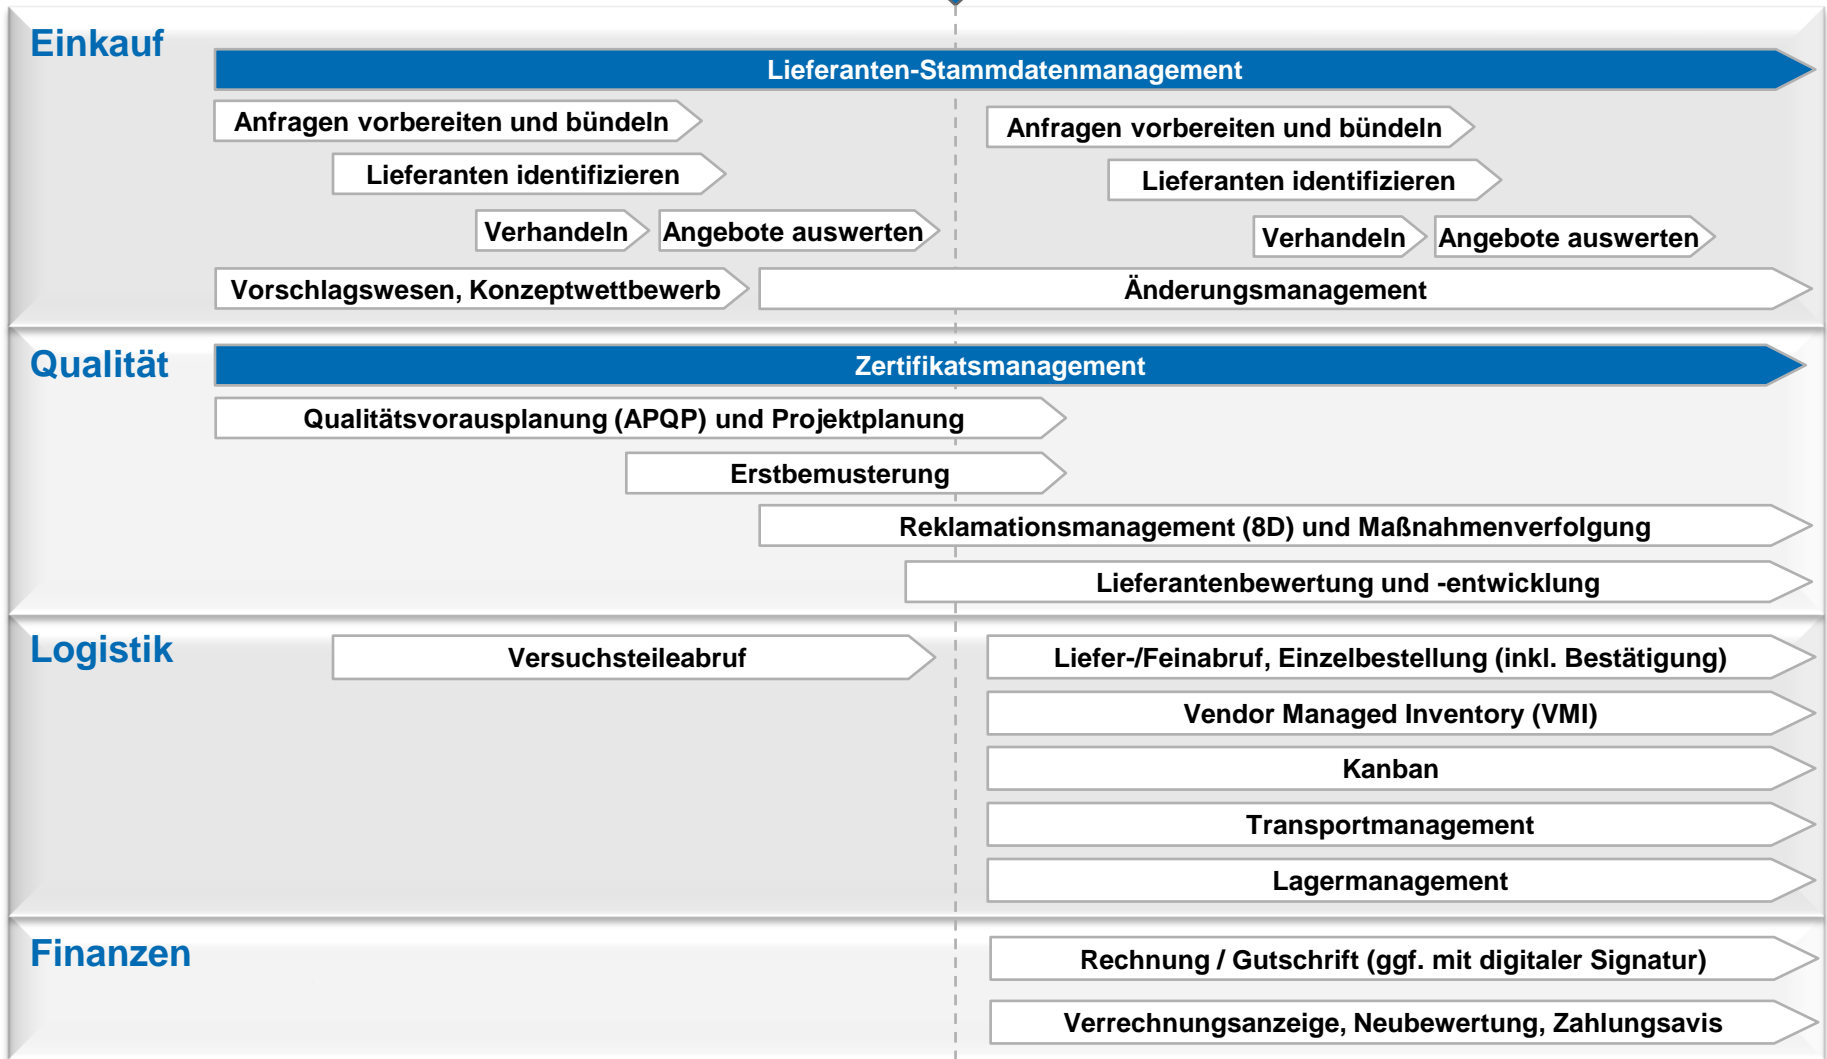 Einkauf
Lieferanten-Stammdatenmanagement
Anfragen vorbereiten und bündeln
Anfragen vorbereiten und bündeln
Lieferanten identifizieren
Lieferanten identifizieren
Verhandeln
Angebote auswerten
Verhandeln
Angebote auswerten
Vorschlagswesen, Konzeptwettbewerb
Änderungsmanagement
Qualität
Zertifikatsmanagement
Qualitätsvorausplanung (APQP) und Projektplanung
Erstbemusterung
Reklamationsmanagement (8D) und Maßnahmenverfolgung
Lieferantenbewertung und -entwicklung
Logistik
Versuchsteileabruf
Liefer-/Feinabruf, Einzelbestellung (inkl. Bestätigung)
Vendor Managed Inventory (VMI)
Kanban
Transportmanagement
Lagermanagement
Finanzen
Rechnung / Gutschrift (ggf. mit digitaler Signatur)
Verrechnungsanzeige, Neubewertung, Zahlungsavis